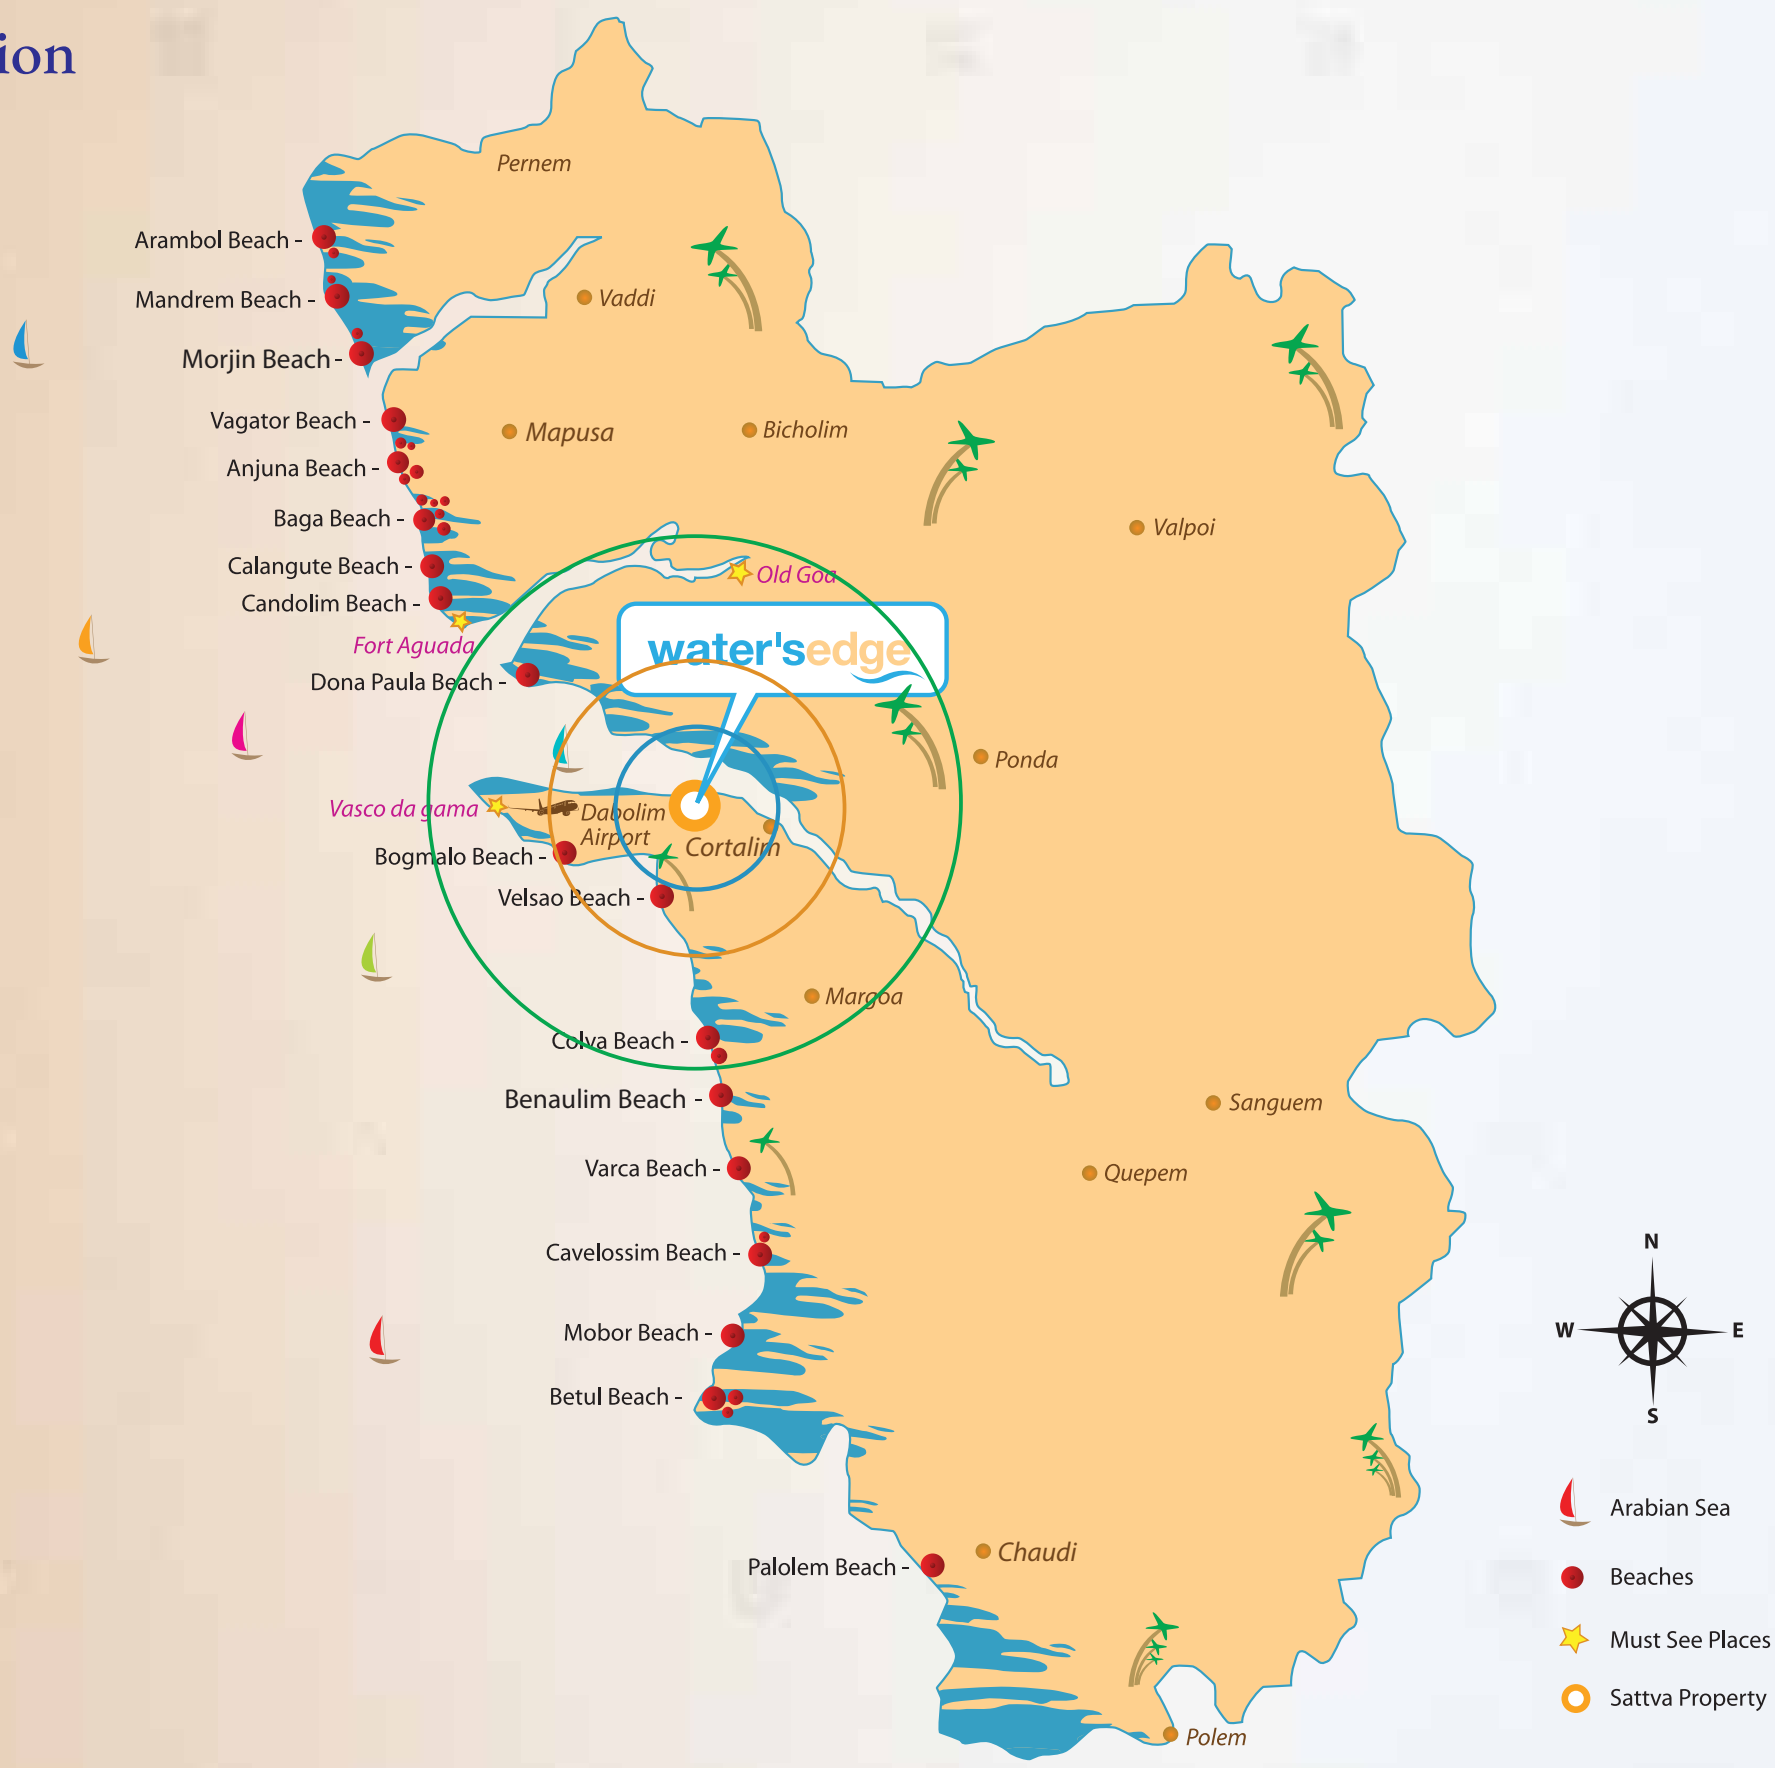 ion
Pernem
Arambol Beach -
Vaddi
Mandrem Beach -
Morjin Beach-
Vagator Beach -
Mapusa
Bicholim
Anjuna Beach -
Baga Beach -
Valpoi
Calangute Beach -
Old Goa
Candolim Beach -
Fort Aguada
water'sedge
Dona Paula Beach -
Ponda
Vasco da gama
Dabolim
Airport
Cortalim
Bogmalo Beach -
Velsao Beach -
Margoa
Colva Beach -
Benaulim Beach -
Sanguem
Varca Beach -
Quepem
Cavelossim Beach -
Mobor Beach -
Betul Beach -
N
W
E
S
Chaudi
Palolem Beach -
Polem
Arabian Sea
Beaches
Must See Places
Sattva Property